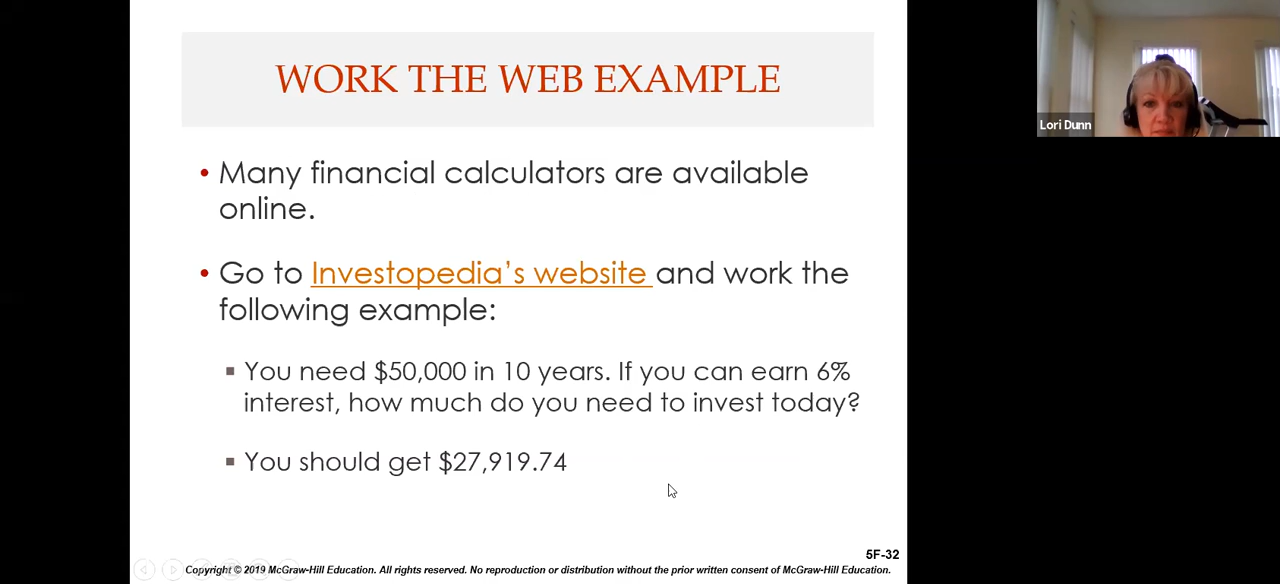 WORK THE WEB EXAMPLE
Lori Dunn
• Many financial calculators are available
online.
• Go to Investopedia’s website and work the
following example:
▪ You need $50,000 in 10 years. If you can earn 6%
interest, how much do you need to invest today?
▪ You should get $27,919.74
5F-32
Copyright © 2019 McGraw-Hill Education. All rights reserved. No reproduction or distribution without the prior written consent of McGraw-Hill Education.